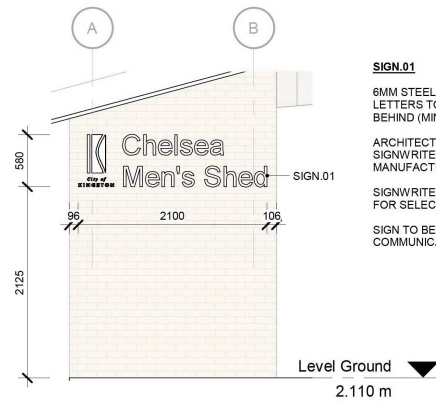 A
B
SIGN.01
6MM STEEL
LETTERS TO
BEHIND (MIN
ARCHITECT
SIGNWRITE
MANUFACT
SIGNWRITE
FOR SELEC
SIGN TO BE
COMMUNICA
580
Chelsea
Men's Shed
City of
KINGSTON
SIGN.01
96
2100
106
2125
Level Ground
2.110 m